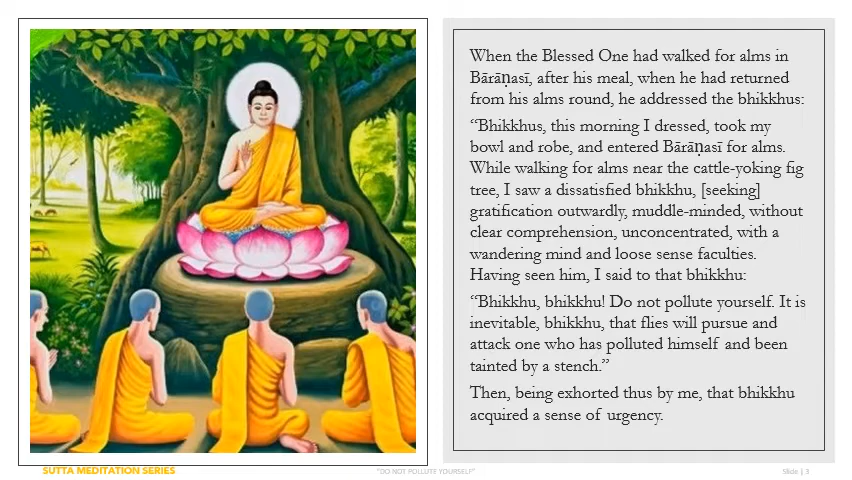 When the Blessed One had walked for alms in
Bārāṇasī, after his meal, when he had returned
from his alms round, he addressed the bhikkhus:
“Bhikkhus, this morning I dressed, took my
bowl and robe, and entered Bārāṇasī for alms.
While walking for alms near the cattle-yoking fig
tree, I saw a dissatisfied bhikkhu, [seeking]
gratification outwardly, muddle-minded, without
clear comprehension, unconcentrated, with a
wandering mind and loose sense faculties.
Having seen him, I said to that bhikkhu:
“Bhikkhu, bhikkhu! Do not pollute yourself. It is
inevitable, bhikkhu, that flies will pursue and
attack one who has polluted himself and been
tainted by a stench.”
Then, being exhorted thus by me, that bhikkhu
acquired a sense of urgency.
SUTTA MEDITATION SERIES
"DO NOT POLLUTE YOURSELF"
Slide | 3